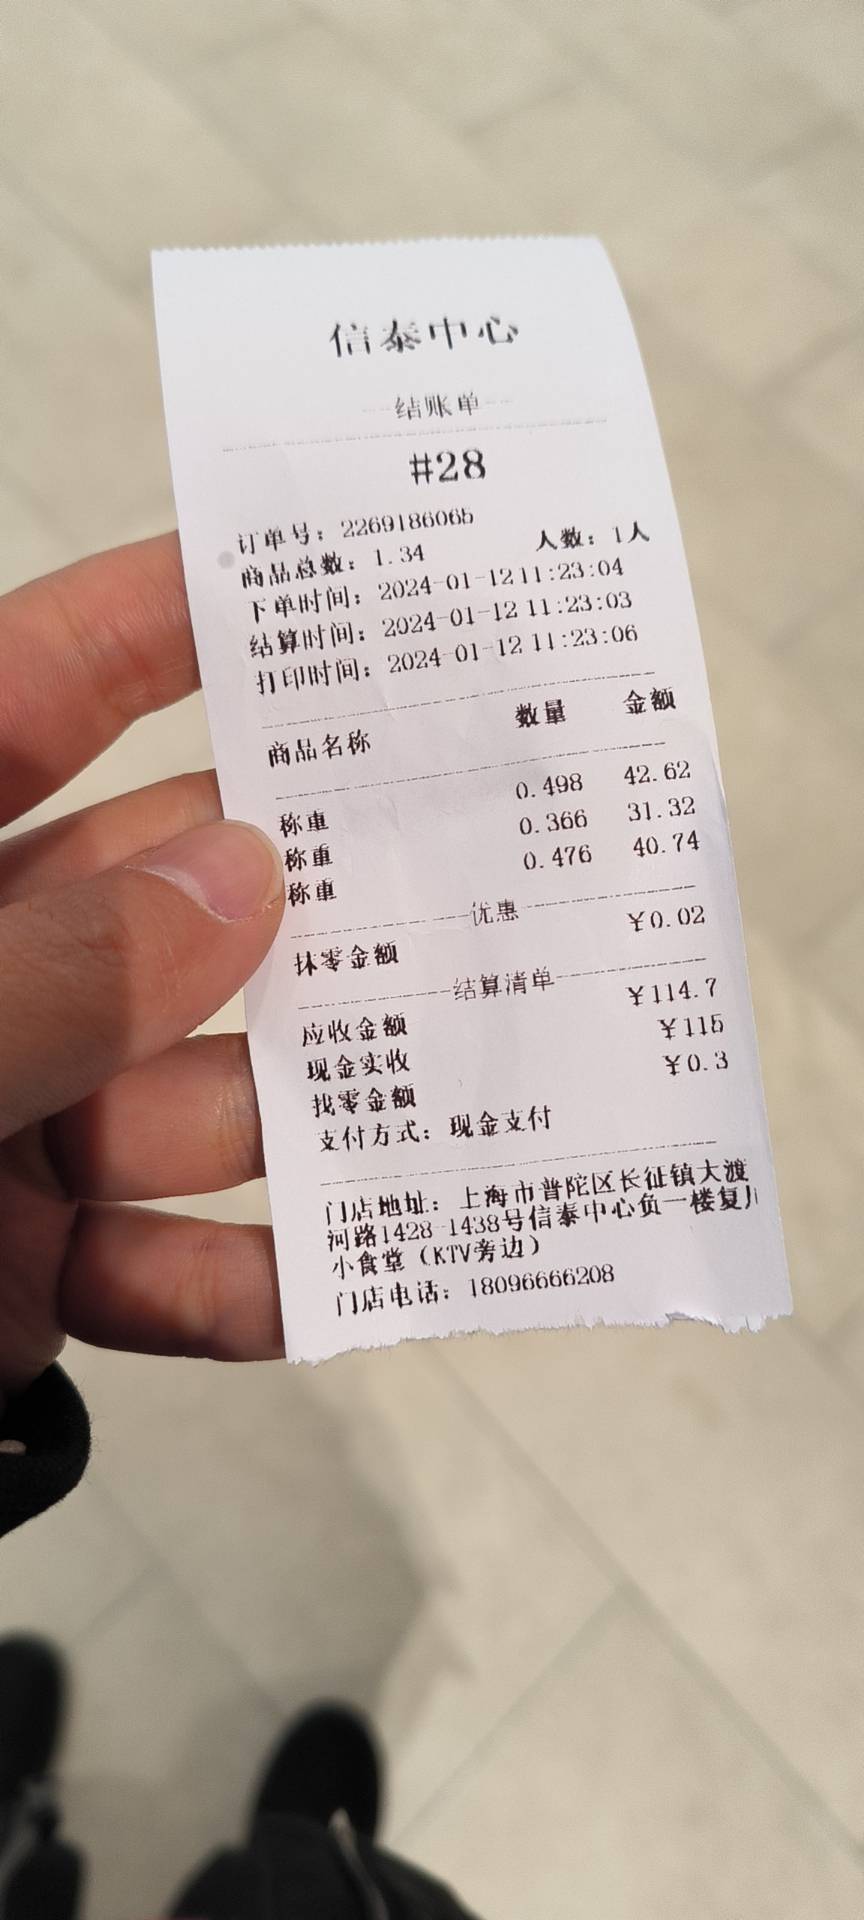 信泰中心
结账单
#28
订单号：2269186065
商品总数：1.34 人数：1人
下单时间：2024-01-12 11:23:04
结算时间：2024-01-12 11:23:03
打印时间：2024-01-12 11:23:06
商品名称 数量 金额
称重 0.498 42.62
称重 0.366 31.32
称重 0.476 40.74
优惠
抹零金额 ¥0.02
结算清单
应收金额 ¥114.7
现金实收 ¥115
找零金额 ¥0.3
支付方式：现金支付
门店地址：上海市普陀区长征镇大渡
河路1428-1438号信泰中心负一楼复
小食堂（KTV旁边）
门店电话：18096666208